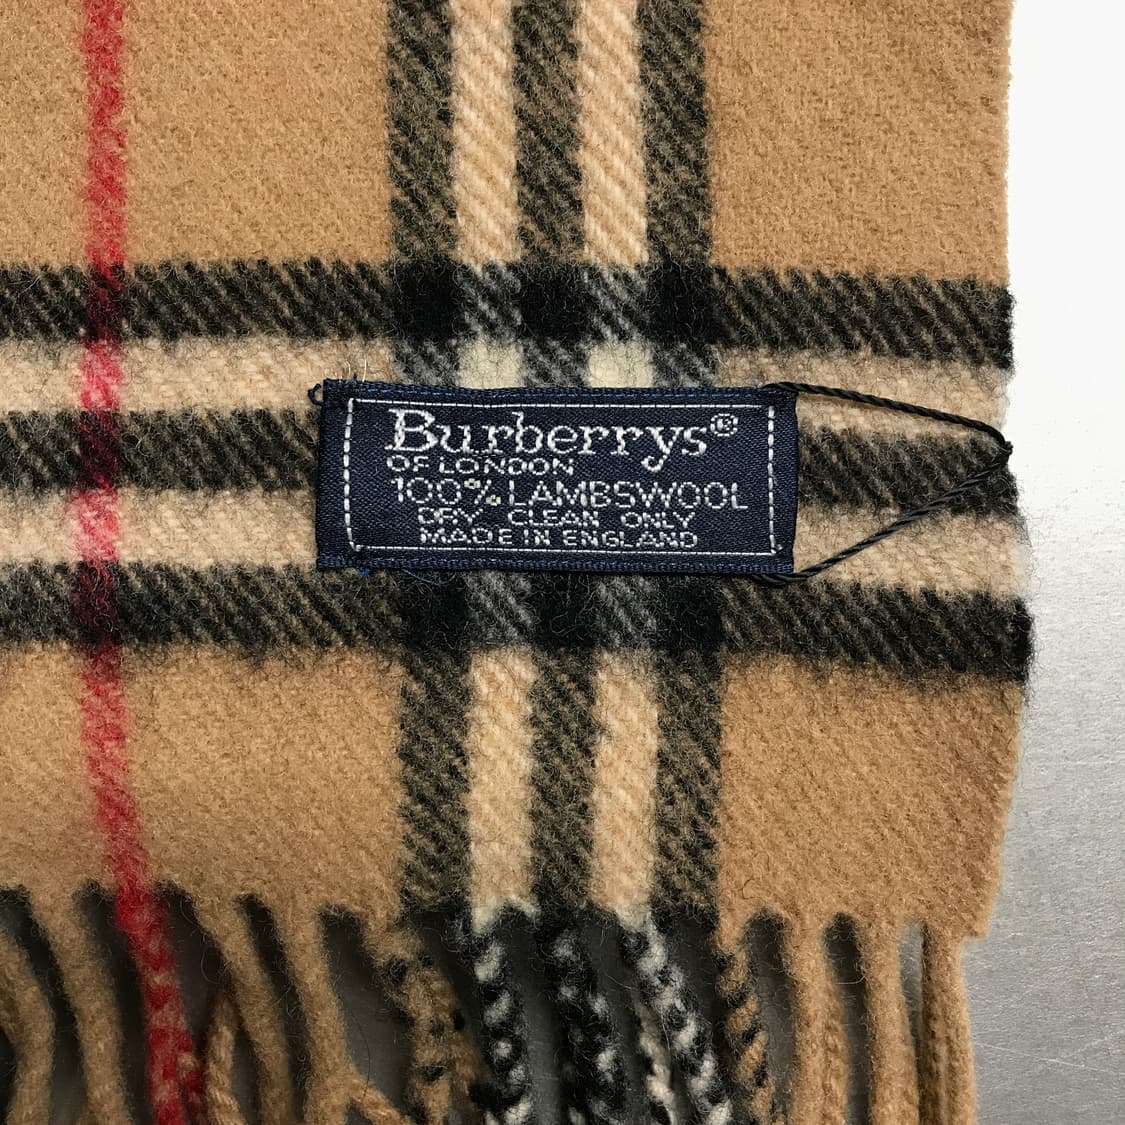 Burberrys®
OF LONDON
100% LAMBSWOOL
DRY CLEAN ONLY
MADE IN ENGLAND